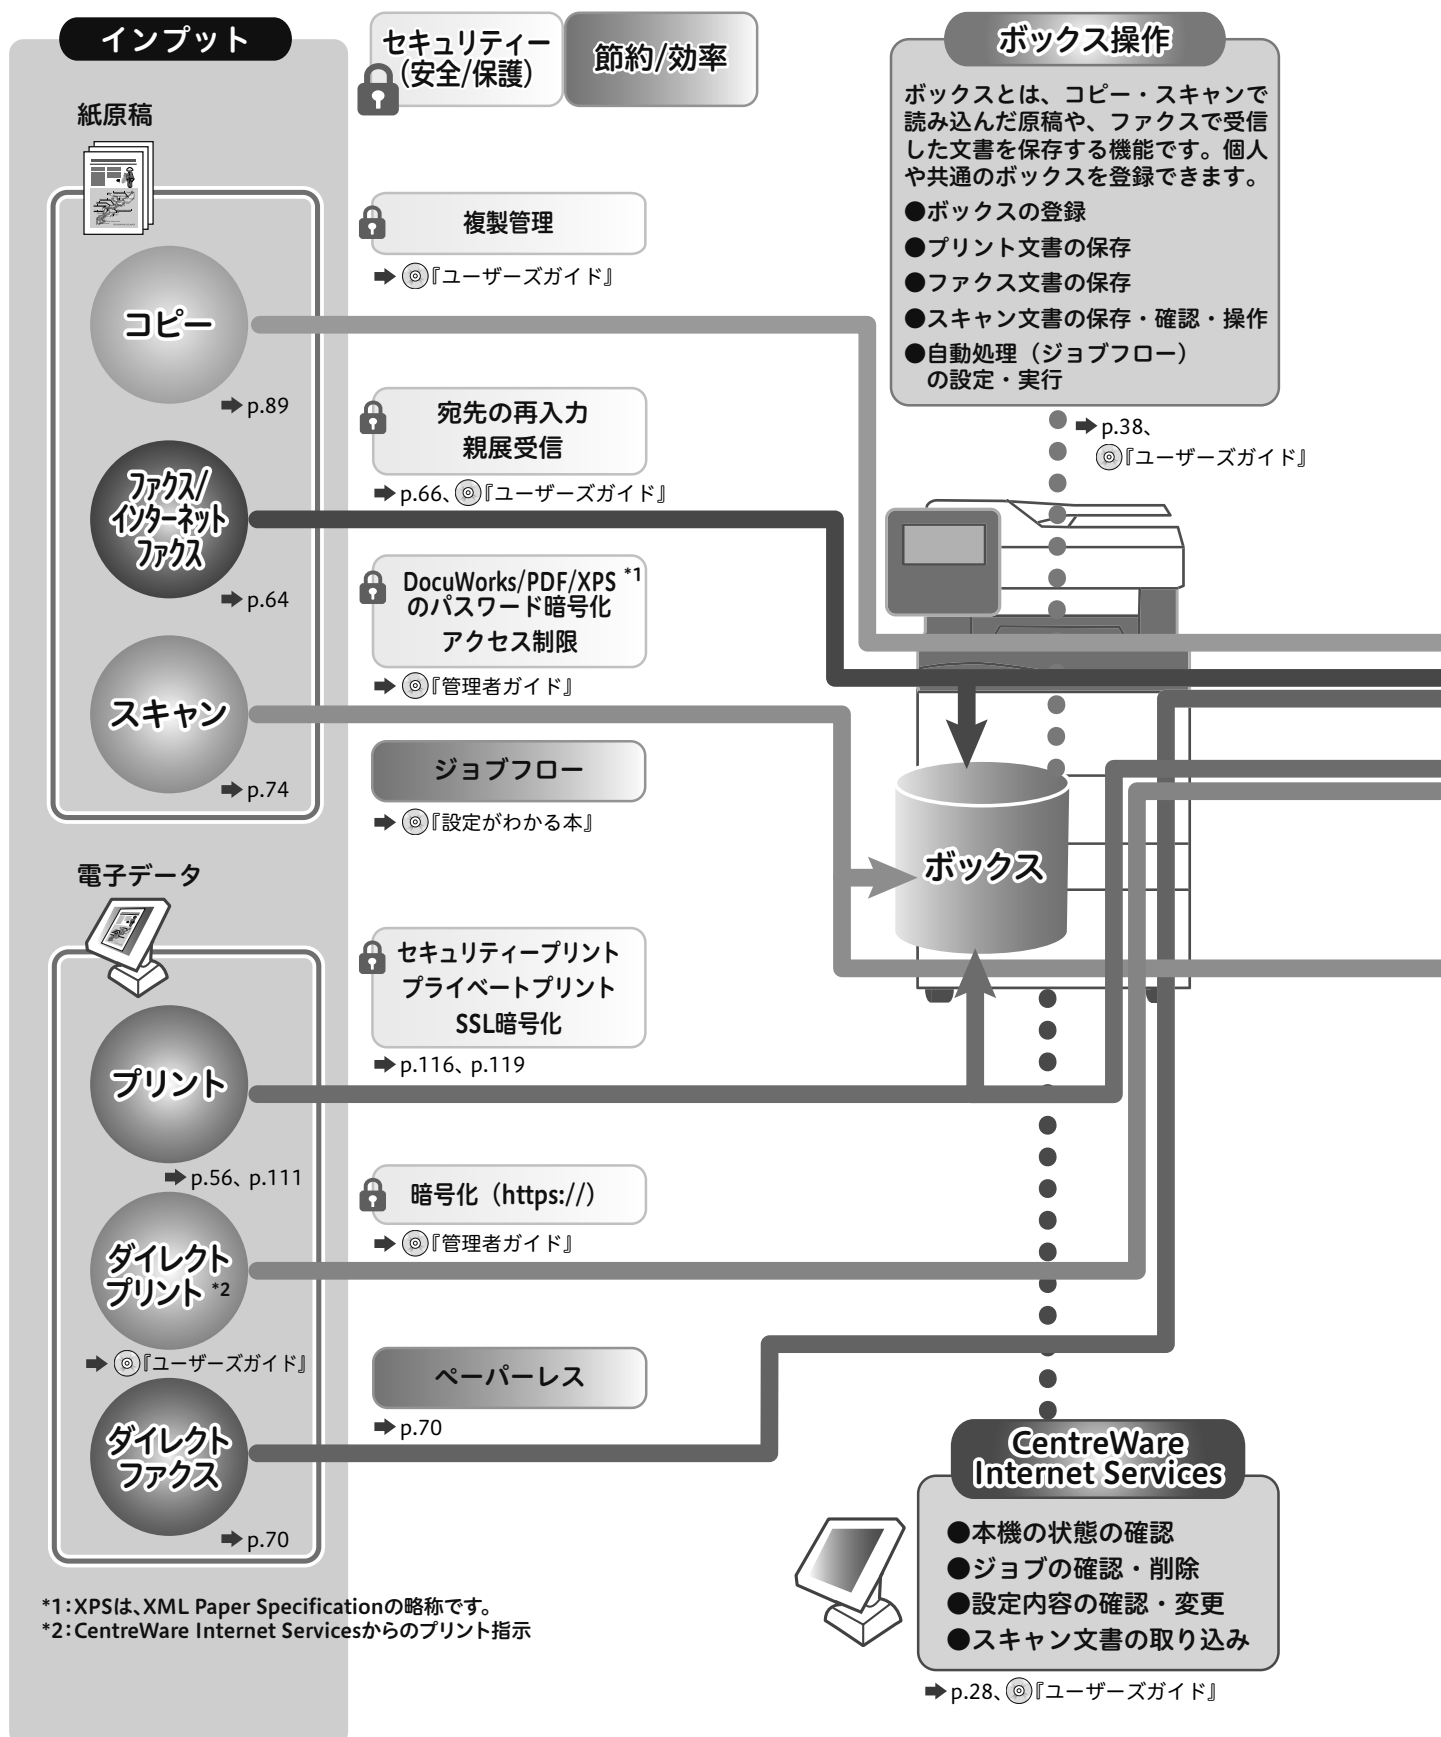 インプット
セキュリティー
(安全/保護)
節約/効率
紙原稿
コピー
➡ p.89
複製管理
➡ 『ユーザーズガイド』
ファクス/
インターネット
ファクス
➡ p.64
宛先の再入力
親展受信
➡ p.66、『ユーザーズガイド』
スキャン
➡ p.74
DocuWorks/PDF/XPS *1
のパスワード暗号化
アクセス制限
➡ 『管理者ガイド』
ジョブフロー
➡ 『設定がわかる本』
電子データ
プリント
➡ p.56、p.111
セキュリティープリント
プライベートプリント
SSL暗号化
➡ p.116、p.119
ダイレクト
プリント *2
➡ 『ユーザーズガイド』
暗号化（https://）
➡ 『管理者ガイド』
ダイレクト
ファクス
➡ p.70
ペーパーレス
➡ p.70
ボックス操作
ボックスとは、コピー・スキャンで
読み込んだ原稿や、ファクスで受信
した文書を保存する機能です。個人
や共通のボックスを登録できます。
●ボックスの登録
●プリント文書の保存
●ファクス文書の保存
●スキャン文書の保存・確認・操作
●自動処理（ジョブフロー）
の設定・実行
➡ p.38、
『ユーザーズガイド』
ボックス
CentreWare
Internet Services
●本機の状態の確認
●ジョブの確認・削除
●設定内容の確認・変更
●スキャン文書の取り込み
➡ p.28、『ユーザーズガイド』
*1：XPSは、XML Paper Specificationの略称です。
*2：CentreWare Internet Servicesからのプリント指示